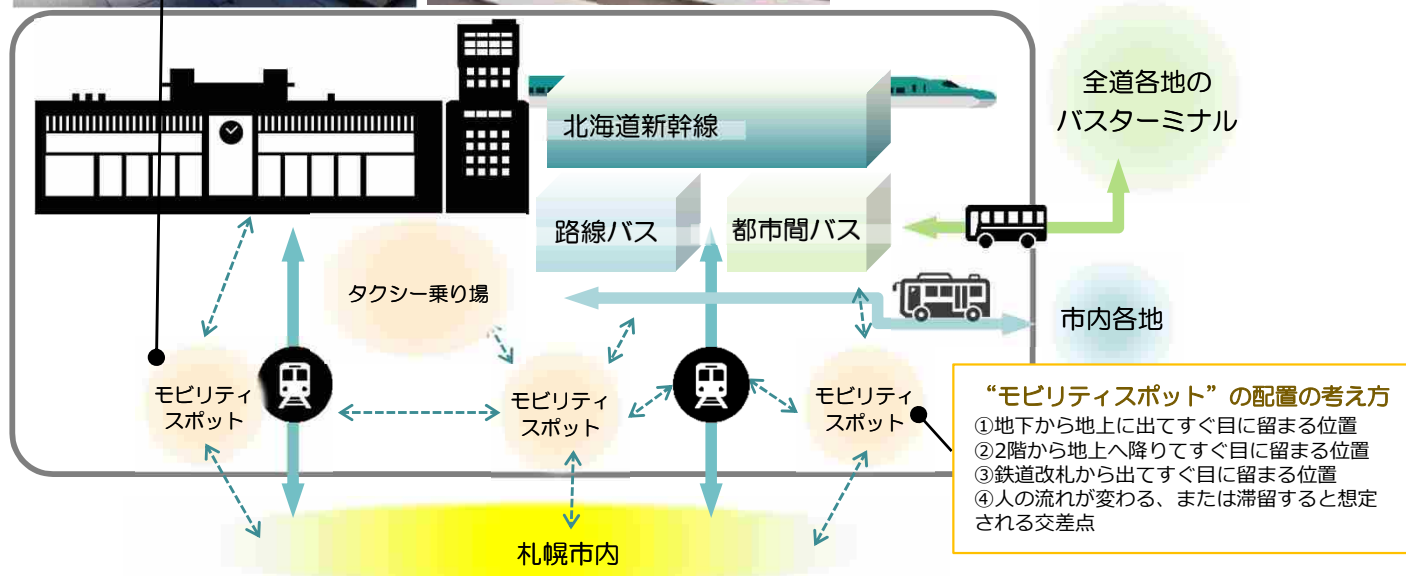 全道各地の
バスターミナル
北海道新幹線
路線バス
都市間バス
タクシー乗り場
市内各地
モビリティ
スポット
モビリティ
スポット
モビリティ
スポット
“モビリティスポット”の配置の考え方
①地下から地上に出てすぐ目に留まる位置
②2階から地上へ降りてすぐ目に留まる位置
③鉄道改札から出てすぐ目に留まる位置
④人の流れが変わる、または滞留すると想定
される交差点
札幌市内